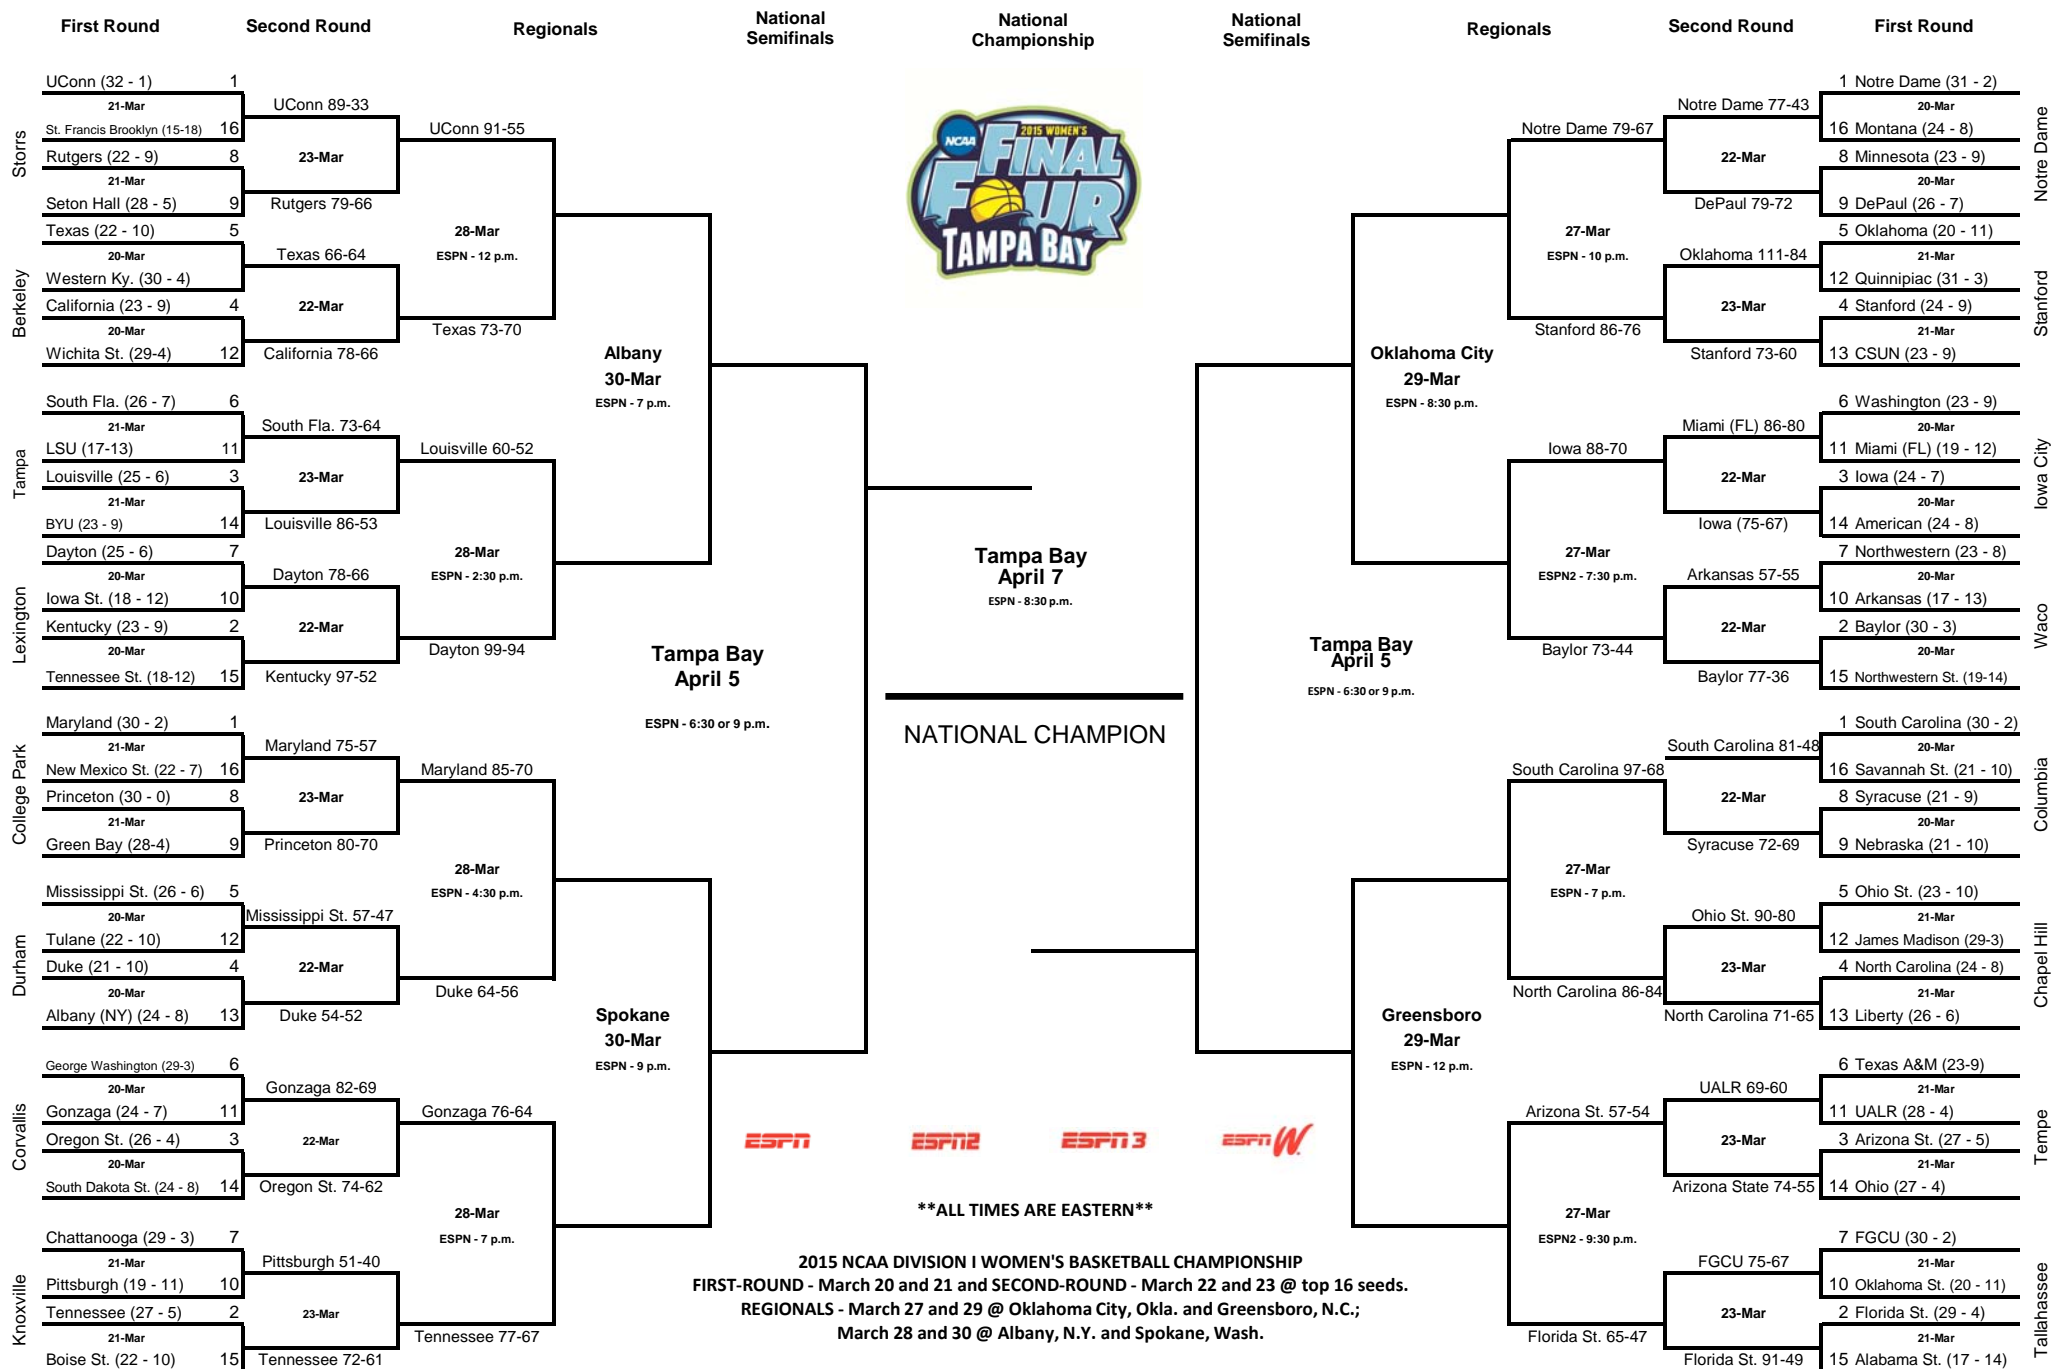 First Round
Second Round
Regionals
National
Semifinals
National
Championship
National
Semifinals
Regionals
Second Round
First Round
Storrs
UConn (32 - 1) 1
21-Mar
St. Francis Brooklyn (15-18) 16
Rutgers (22 - 9) 8
21-Mar
Seton Hall (28 - 5) 9
Berkeley
Texas (22 - 10) 5
20-Mar
Western Ky. (30 - 4)
California (23 - 9) 4
20-Mar
Wichita St. (29-4) 12
Tampa
South Fla. (26 - 7) 6
21-Mar
LSU (17-13) 11
Louisville (25 - 6) 3
21-Mar
BYU (23 - 9) 14
Lexington
Dayton (25 - 6) 7
20-Mar
Iowa St. (18 - 12) 10
Kentucky (23 - 9) 2
20-Mar
Tennessee St. (18-12) 15
College Park
Maryland (30 - 2) 1
21-Mar
New Mexico St. (22 - 7) 16
Princeton (30 - 0) 8
21-Mar
Green Bay (28-4) 9
Durham
Mississippi St. (26 - 6) 5
20-Mar
Tulane (22 - 10) 12
Duke (21 - 10) 4
20-Mar
Albany (NY) (24 - 8) 13
Corvallis
George Washington (29-3) 6
20-Mar
Gonzaga (24 - 7) 11
Oregon St. (26 - 4) 3
20-Mar
South Dakota St. (24 - 8) 14
Knoxville
Chattanooga (29 - 3) 7
21-Mar
Pittsburgh (19 - 11) 10
Tennessee (27 - 5) 2
21-Mar
Boise St. (22 - 10) 15
UConn 89-33
23-Mar
Rutgers 79-66
Texas 66-64
22-Mar
California 78-66
South Fla. 73-64
23-Mar
Louisville 86-53
Dayton 78-66
22-Mar
Kentucky 97-52
Maryland 75-57
23-Mar
Princeton 80-70
Mississippi St. 57-47
22-Mar
Duke 54-52
Gonzaga 82-69
22-Mar
Oregon St. 74-62
Pittsburgh 51-40
23-Mar
Tennessee 72-61
UConn 91-55
28-Mar
ESPN - 12 p.m.
Texas 73-70
Louisville 60-52
28-Mar
ESPN - 2:30 p.m.
Dayton 99-94
Maryland 85-70
28-Mar
ESPN - 4:30 p.m.
Duke 64-56
Gonzaga 76-64
28-Mar
ESPN - 7 p.m.
Tennessee 77-67
Albany
30-Mar
ESPN - 7 p.m.
Spokane
30-Mar
ESPN - 9 p.m.
Tampa Bay
April 5
ESPN - 6:30 or 9 p.m.
NCAA
2015 WOMEN'S
FINAL
FOUR
TAMPA BAY
Tampa Bay
April 7
ESPN - 8:30 p.m.
NATIONAL CHAMPION
Tampa Bay
April 5
ESPN - 6:30 or 9 p.m.
Oklahoma City
29-Mar
ESPN - 8:30 p.m.
Greensboro
29-Mar
ESPN - 12 p.m.
Notre Dame 79-67
27-Mar
ESPN - 10 p.m.
Stanford 86-76
Iowa 88-70
27-Mar
ESPN2 - 7:30 p.m.
Baylor 73-44
South Carolina 97-68
27-Mar
ESPN - 7 p.m.
North Carolina 86-84
Arizona St. 57-54
27-Mar
ESPN2 - 9:30 p.m.
Florida St. 65-47
Notre Dame 77-43
22-Mar
DePaul 79-72
Oklahoma 111-84
23-Mar
Stanford 73-60
Miami (FL) 86-80
22-Mar
Iowa (75-67)
Arkansas 57-55
22-Mar
Baylor 77-36
South Carolina 81-48
22-Mar
Syracuse 72-69
Ohio St. 90-80
23-Mar
North Carolina 71-65
UALR 69-60
23-Mar
Arizona State 74-55
FGCU 75-67
23-Mar
Florida St. 91-49
1 Notre Dame (31 - 2)
20-Mar
16 Montana (24 - 8)
8 Minnesota (23 - 9)
20-Mar
9 DePaul (26 - 7)
Notre Dame
5 Oklahoma (20 - 11)
21-Mar
12 Quinnipiac (31 - 3)
4 Stanford (24 - 9)
21-Mar
13 CSUN (23 - 9)
Stanford
6 Washington (23 - 9)
20-Mar
11 Miami (FL) (19 - 12)
3 Iowa (24 - 7)
20-Mar
14 American (24 - 8)
Iowa City
7 Northwestern (23 - 8)
20-Mar
10 Arkansas (17 - 13)
2 Baylor (30 - 3)
20-Mar
15 Northwestern St. (19-14)
Waco
1 South Carolina (30 - 2)
20-Mar
16 Savannah St. (21 - 10)
8 Syracuse (21 - 9)
20-Mar
9 Nebraska (21 - 10)
Columbia
5 Ohio St. (23 - 10)
21-Mar
12 James Madison (29-3)
4 North Carolina (24 - 8)
21-Mar
13 Liberty (26 - 6)
Chapel Hill
6 Texas A&M (23-9)
21-Mar
11 UALR (28 - 4)
3 Arizona St. (27 - 5)
21-Mar
14 Ohio (27 - 4)
Tempe
7 FGCU (30 - 2)
21-Mar
10 Oklahoma St. (20 - 11)
2 Florida St. (29 - 4)
21-Mar
15 Alabama St. (17 - 14)
Tallahassee
ESPN
ESPN2
ESPN3
ESPN W
**ALL TIMES ARE EASTERN**
2015 NCAA DIVISION I WOMEN'S BASKETBALL CHAMPIONSHIP
FIRST-ROUND - March 20 and 21 and SECOND-ROUND - March 22 and 23 @ top 16 seeds.
REGIONALS - March 27 and 29 @ Oklahoma City, Okla. and Greensboro, N.C.;
March 28 and 30 @ Albany, N.Y. and Spokane, Wash.